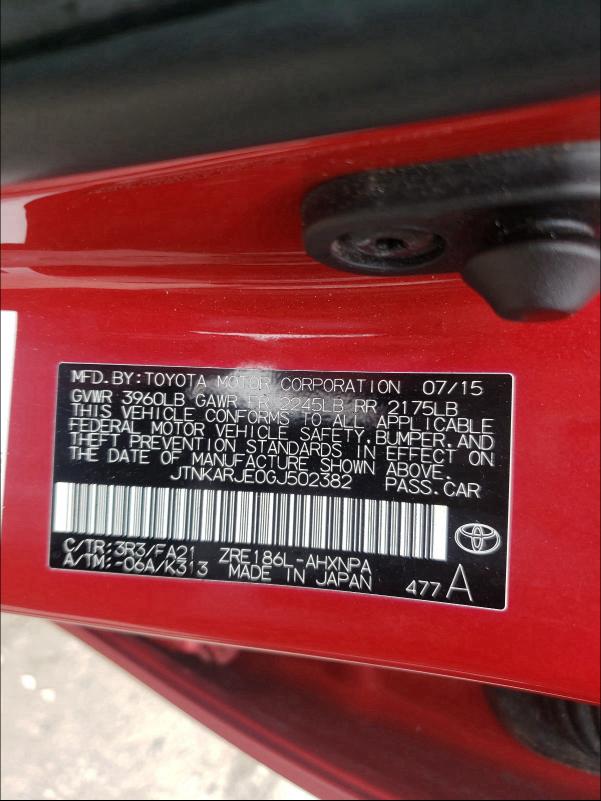 MFD.BY:TOYOTA MOTOR CORPORATION 07/15
GVWR 3960LB GAWR FR 2245LB RR 2175LB
THIS VEHICLE CONFORMS TO ALL APPLICABLE
FEDERAL MOTOR VEHICLE SAFETY,BUMPER,AND
THEFT PREVENTION STANDARDS IN EFFECT ON
THE DATE OF MANUFACTURE SHOWN ABOVE.
JTNKARJE0GJ502382 PASS.CAR
C/TR:3R3/FA21 ZRE186L-AHXNPA
A/TM:-06A/K313 MADE IN JAPAN
477 A